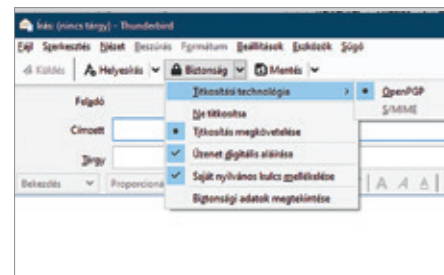 Írás: (nincs tárgy) - Thunderbird
Fájl Szerkesztés Nézet Beszúrás Formátum Beállítások Eszközök Súgó
Küldés Helyesírás Biztonság Mentés
Titkosítási technológia OpenPGP
S/MIME
Feladó
Ne titkosítsa
Címzett
Titkosítás megkövetelése
Üzenet digitális aláírása
Tárgy
Saját nyilvános kulcs mellékelése
Bekezdés Proporciona A A A
Biztonsági adatok megtekintése